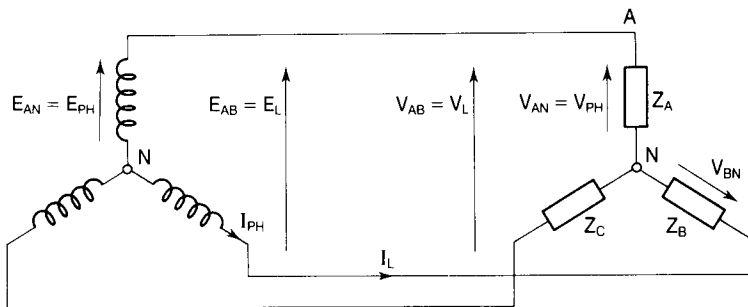 A
E_AN = E_PH
E_AB = E_L
V_AB = V_L
V_AN = V_PH
Z_A
N
N
V_BN
I_PH
Z_C
Z_B
I_L